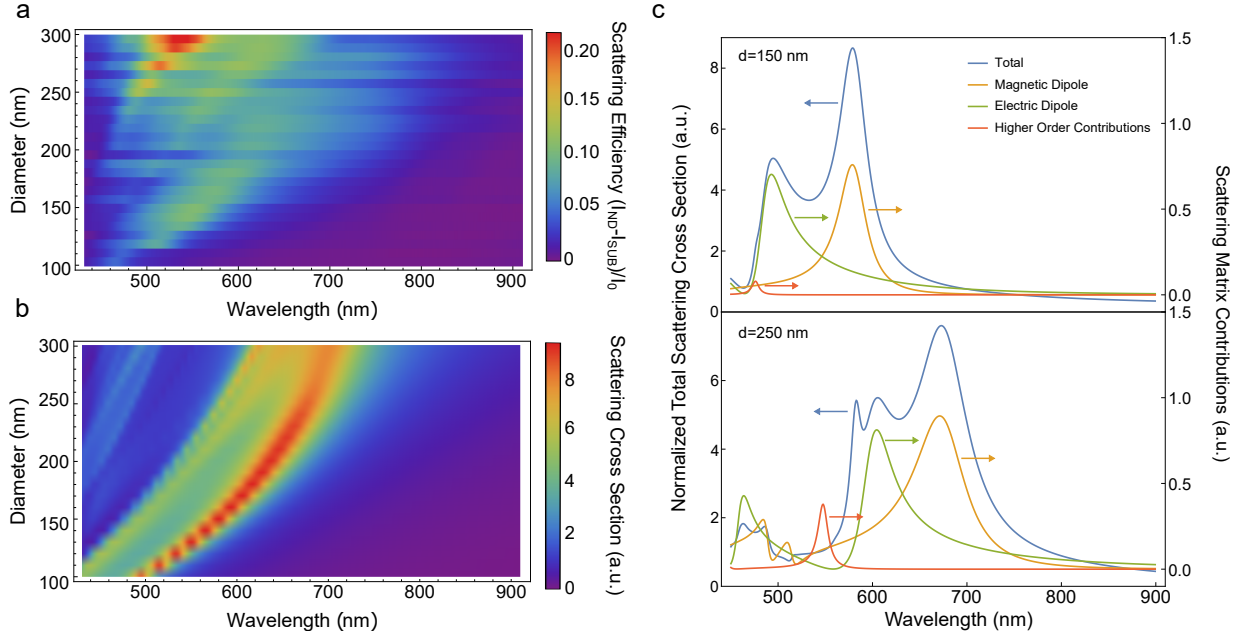 a
300
250
200
150
100
Diameter (nm)
500
600
700
800
900
Wavelength (nm)
0.20
0.15
0.10
0.05
0
Scattering Efficiency (I_ND-I_SUB)/I_0
b
300
250
200
150
100
Diameter (nm)
500
600
700
800
900
Wavelength (nm)
8
6
4
2
0
Scattering Cross Section (a.u.)
c
d=150 nm
Total
Magnetic Dipole
Electric Dipole
Higher Order Contributions
8
6
4
2
0
1.5
1.0
0.5
0.0
d=250 nm
6
4
2
0
1.5
1.0
0.5
0.0
500
600
700
800
900
Wavelength (nm)
Normalized Total Scattering Cross Section (a.u.)
Scattering Matrix Contributions (a.u.)